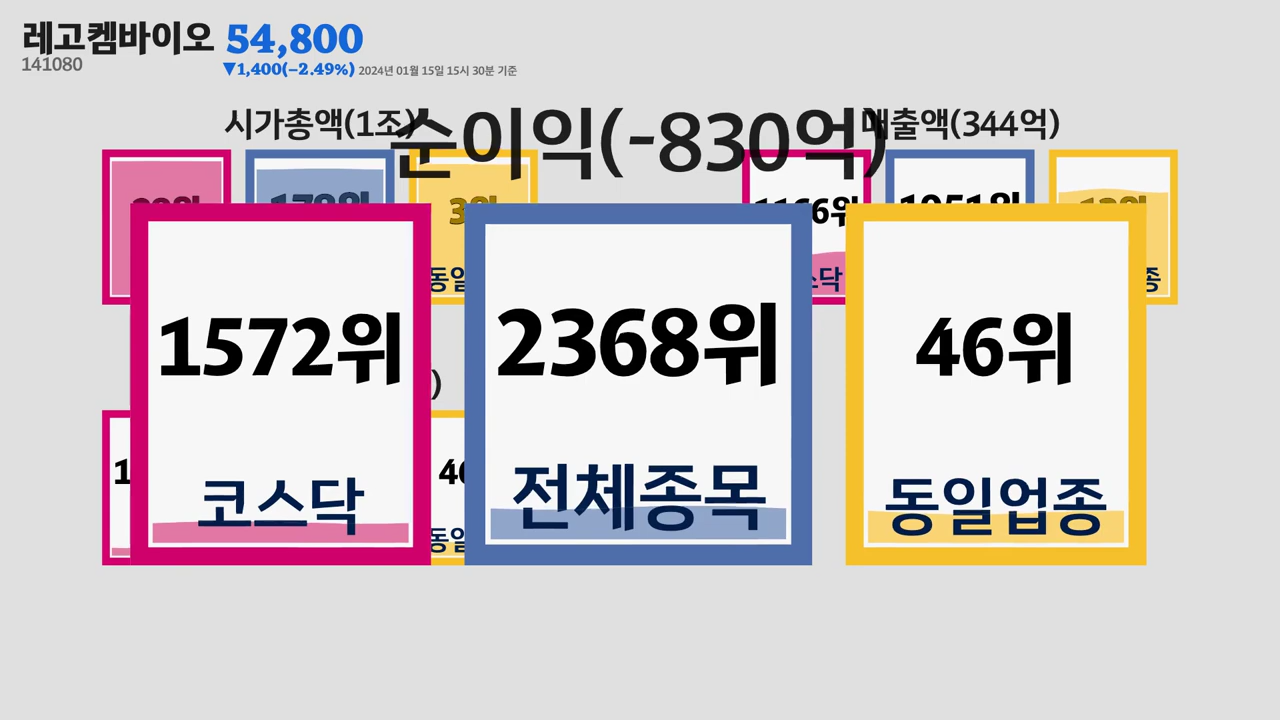 레고켐바이오 54,800
141080
▼1,400(-2.49%) 2024년 01월 15일 15시 30분 기준
시가총액(1조)
순이익(-830억)
매출액(344억)
3위
동일
1572위
2368위
46위
코스닥
전체종목
동일업종